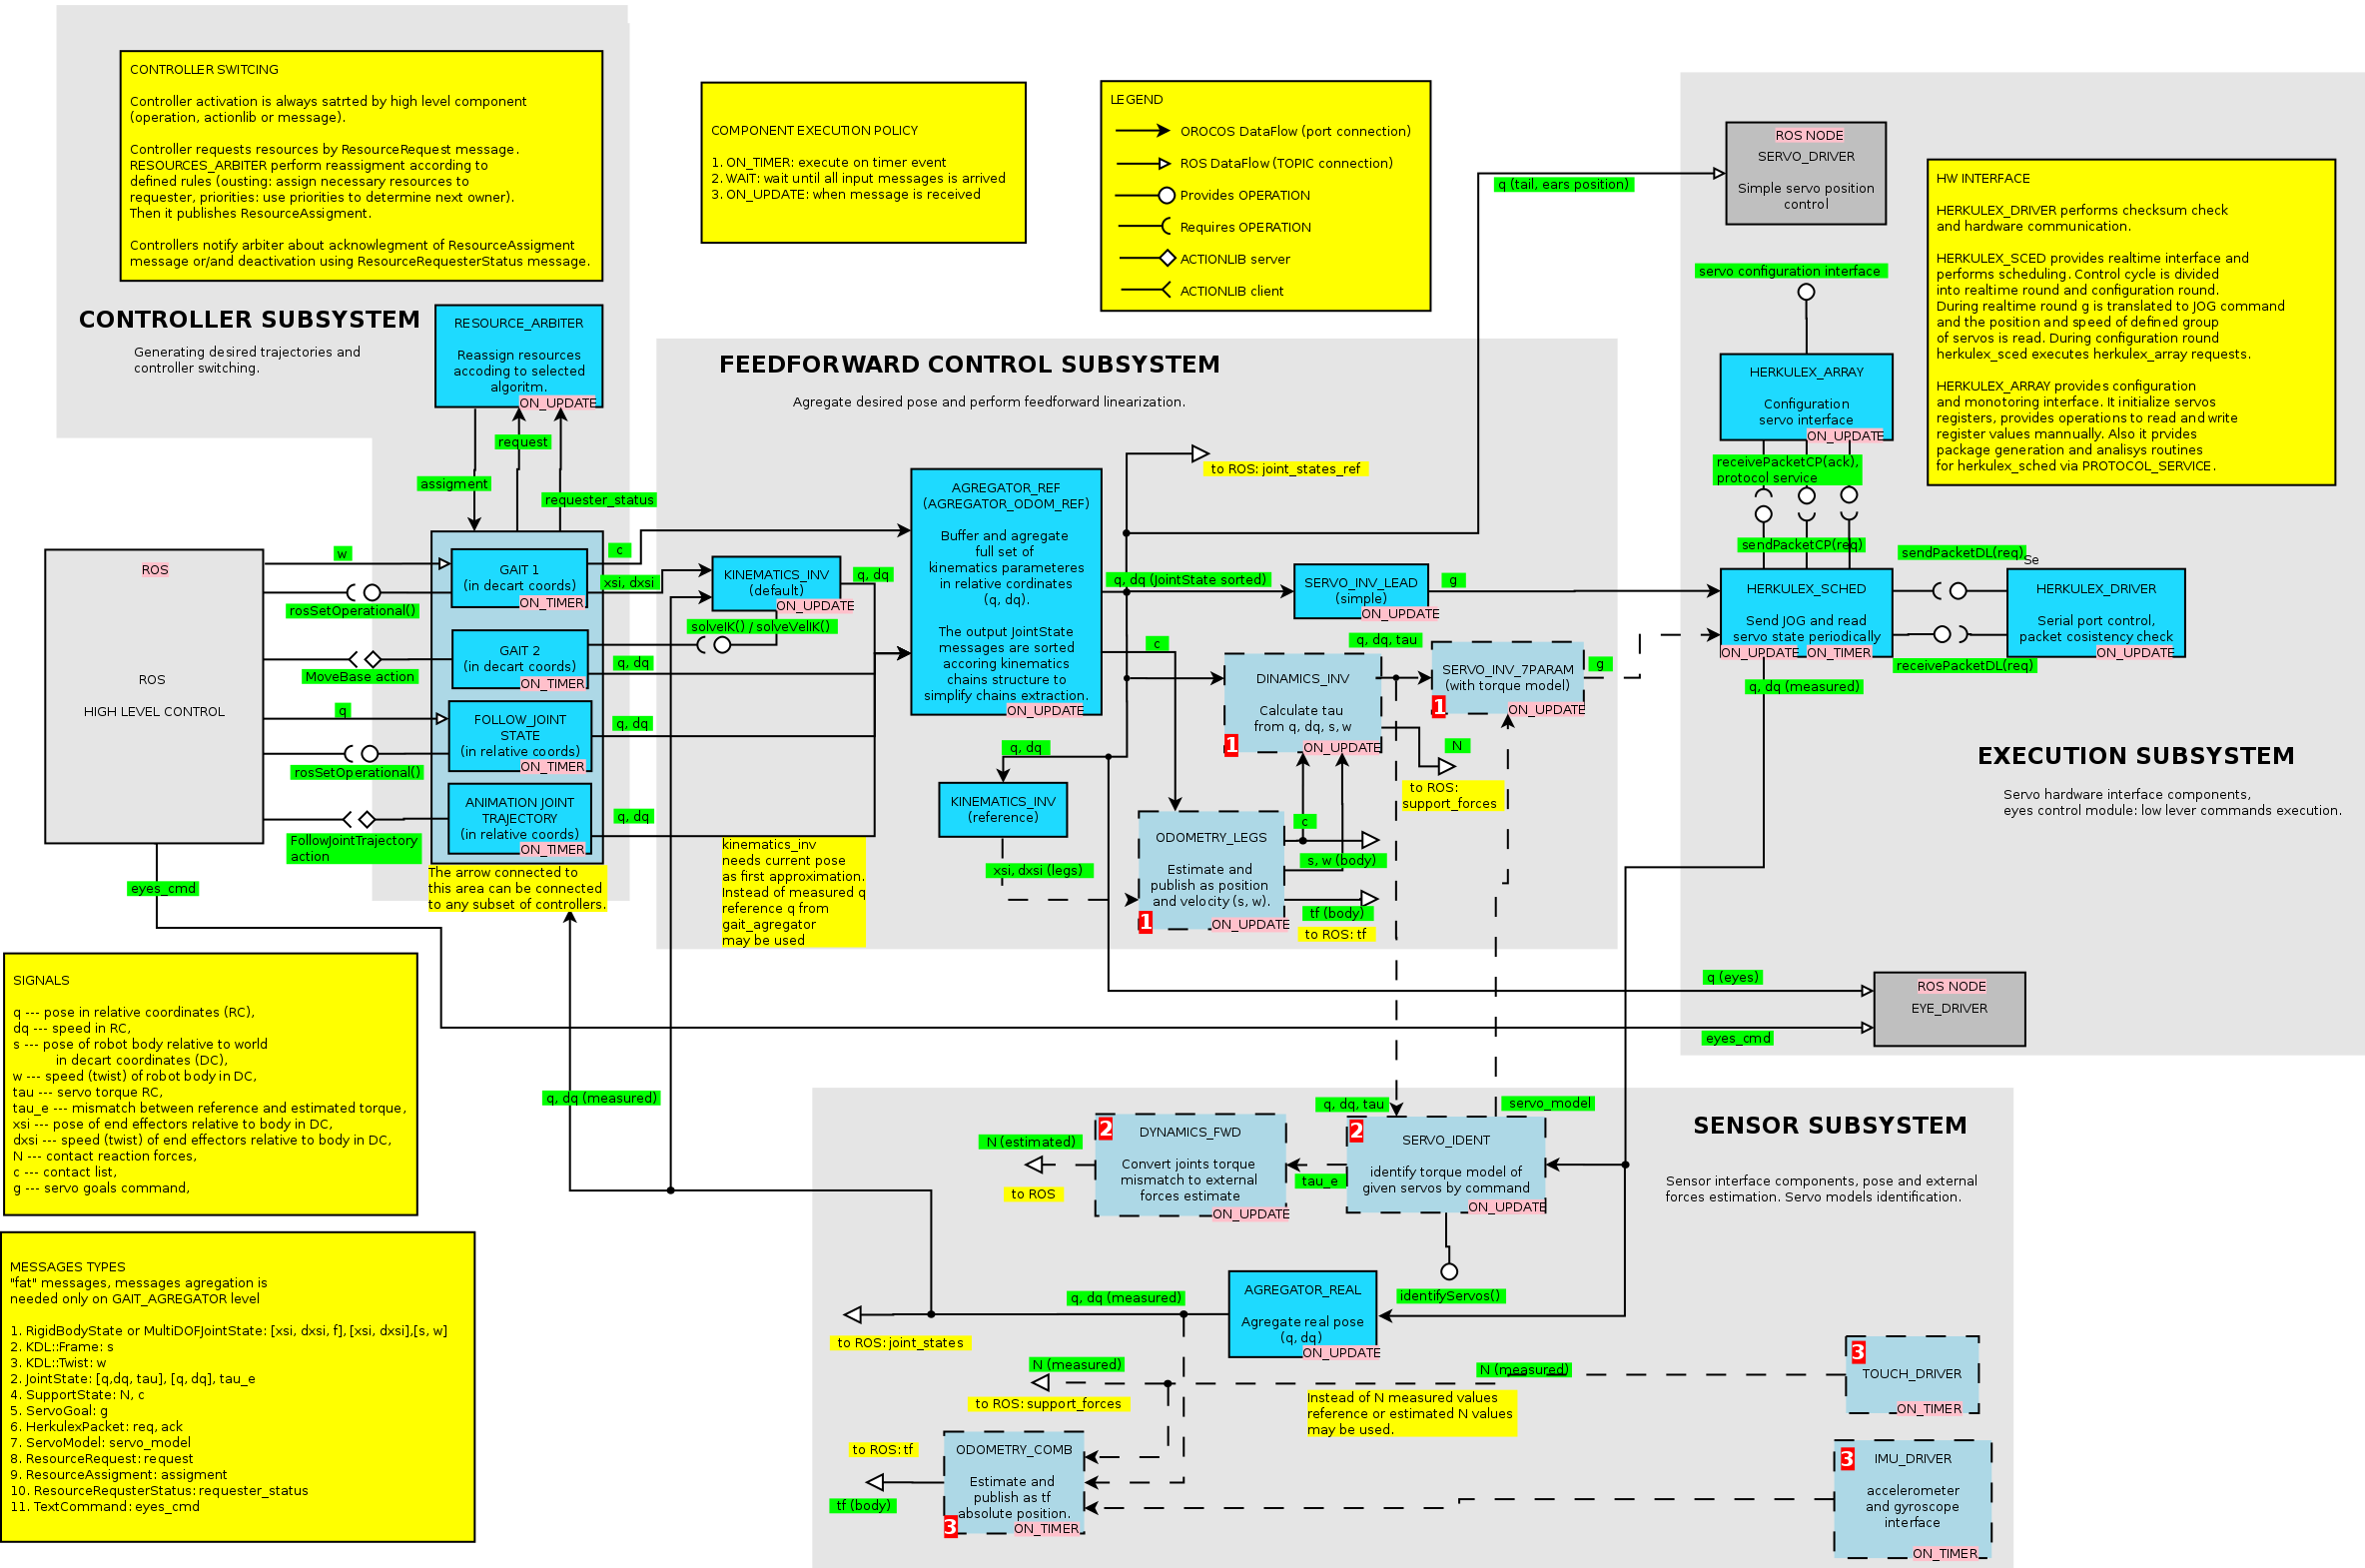 CONTROLLER SWITCING
Controller activation is always satrted by high level component
(operation, actionlib or message).
Controller requests resources by ResourceRequest message.
RESOURCES_ARBITER perform reassigment according to
defined rules (ousting: assign necessary resources to
requester, priorities: use priorities to determine next owner).
Then it publishes ResourceAssigment.
Controllers notify arbiter about acknowlegment of ResourceAssigment
message or/and deactivation using ResourceRequesterStatus message.
CONTROLLER SUBSYSTEM
Generating desired trajectories and
controller switching.
RESOURCE_ARBITER
Reassign resources
accoding to selected
algoritm.
ON_UPDATE
request
assigment
requester_status
COMPONENT EXECUTION POLICY
1. ON_TIMER: execute on timer event
2. WAIT: wait until all input messages is arrived
3. ON_UPDATE: when message is received
LEGEND
OROCOS DataFlow (port connection)
ROS DataFlow (TOPIC connection)
Provides OPERATION
Requires OPERATION
ACTIONLIB server
ACTIONLIB client
ROS
ROS
HIGH LEVEL CONTROL
w
rosSetOperational()
MoveBase action
q
rosSetOperational()
FollowJointTrajectory
action
eyes_cmd
GAIT 1
(in decart coords)
ON_TIMER
GAIT 2
(in decart coords)
ON_TIMER
FOLLOW_JOINT
STATE
(in relative coords)
ON_TIMER
ANIMATION JOINT
TRAJECTORY
(in relative coords)
ON_TIMER
The arrow connected to
this area can be connected
to any subset of controllers.
c
xsi, dxsi
q, dq
q, dq
q, dq
FEEDFORWARD CONTROL SUBSYSTEM
Agregate desired pose and perform feedforward linearization.
KINEMATICS_INV
(default)
ON_UPDATE
q, dq
solveIK() / solveVelIK()
kinematics_inv
needs current pose
as first approximation.
Instead of measured q
reference q from
gait_agregator
may be used
AGREGATOR_REF
(AGREGATOR_ODOM_REF)
Buffer and agregate
full set of
kinematics parameteres
in relative cordinates
(q, dq).
The output JointState
messages are sorted
accoring kinematics
chains structure to
simplify chains extraction.
ON_UPDATE
to ROS: joint_states_ref
q, dq (JointState sorted)
q (tail, ears position)
SERVO_INV_LEAD
(simple)
ON_UPDATE
g
c
DINAMICS_INV
Calculate tau
from q, dq, s, w
1
ON_UPDATE
q, dq, tau
SERVO_INV_7PARAM
(with torque model)
1
ON_UPDATE
g
N
to ROS:
support_forces
q, dq
KINEMATICS_INV
(reference)
xsi, dxsi (legs)
ODOMETRY_LEGS
Estimate and
publish as position
and velocity (s, w).
1
ON_UPDATE
c
s, w (body)
tf (body)
to ROS: tf
ROS NODE
SERVO_DRIVER
Simple servo position
control
servo configuration interface
HERKULEX_ARRAY
Configuration
servo interface
ON_UPDATE
receivePacketCP(ack),
protocol service
sendPacketCP(req)
HERKULEX_SCHED
Send JOG and read
servo state periodically
ON_UPDATE
ON_TIMER
sendPacketDL(req)
Se
receivePacketDL(req)
HERKULEX_DRIVER
Serial port control,
packet cosistency check
ON_UPDATE
q, dq (measured)
HW INTERFACE
HERKULEX_DRIVER performs checksum check
and hardware communication.
HERKULEX_SCED provides realtime interface and
performs scheduling. Control cycle is divided
into realtime round and configuration round.
During realtime round g is translated to JOG command
and the position and speed of defined group
of servos is read. During configuration round
herkulex_sced executes herkulex_array requests.
HERKULEX_ARRAY provides configuration
and monotoring interface. It initialize servos
registers, provides operations to read and write
register values mannually. Also it prvides
package generation and analisys routines
for herkulex_sched via PROTOCOL_SERVICE.
EXECUTION SUBSYSTEM
Servo hardware interface components,
eyes control module: low lever commands execution.
q (eyes)
eyes_cmd
ROS NODE
EYE_DRIVER
SIGNALS
q --- pose in relative coordinates (RC),
dq --- speed in RC,
s --- pose of robot body relative to world
in decart coordinates (DC),
w --- speed (twist) of robot body in DC,
tau --- servo torque RC,
tau_e --- mismatch between reference and estimated torque,
xsi --- pose of end effectors relative to body in DC,
dxsi --- speed (twist) of end effectors relative to body in DC,
N --- contact reaction forces,
c --- contact list,
g --- servo goals command,
MESSAGES TYPES
"fat" messages, messages agregation is
needed only on GAIT_AGREGATOR level
1. RigidBodyState or MultiDOFJointState: [xsi, dxsi, f], [xsi, dxsi],[s, w]
2. KDL::Frame: s
3. KDL::Twist: w
2. JointState: [q,dq, tau], [q, dq], tau_e
4. SupportState: N, c
5. ServoGoal: g
6. HerkulexPacket: req, ack
7. ServoModel: servo_model
8. ResourceRequest: request
9. ResourceAssigment: assigment
10. ResourceRequsterStatus: requester_status
11. TextCommand: eyes_cmd
q, dq (measured)
SENSOR SUBSYSTEM
Sensor interface components, pose and external
forces estimation. Servo models identification.
N (estimated)
to ROS
2
DYNAMICS_FWD
Convert joints torque
mismatch to external
forces estimate
ON_UPDATE
tau_e
q, dq, tau
servo_model
2
SERVO_IDENT
identify torque model of
given servos by command
ON_UPDATE
identifyServos()
AGREGATOR_REAL
Agregate real pose
(q, dq)
ON_UPDATE
q, dq (measured)
to ROS: joint_states
N (measured)
to ROS: support_forces
N (measured)
Instead of N measured values
reference or estimated N values
may be used.
to ROS: tf
tf (body)
ODOMETRY_COMB
Estimate and
publish as tf
absolute position.
3
ON_TIMER
3
TOUCH_DRIVER
ON_TIMER
3
IMU_DRIVER
accelerometer
and gyroscope
interface
ON_TIMER